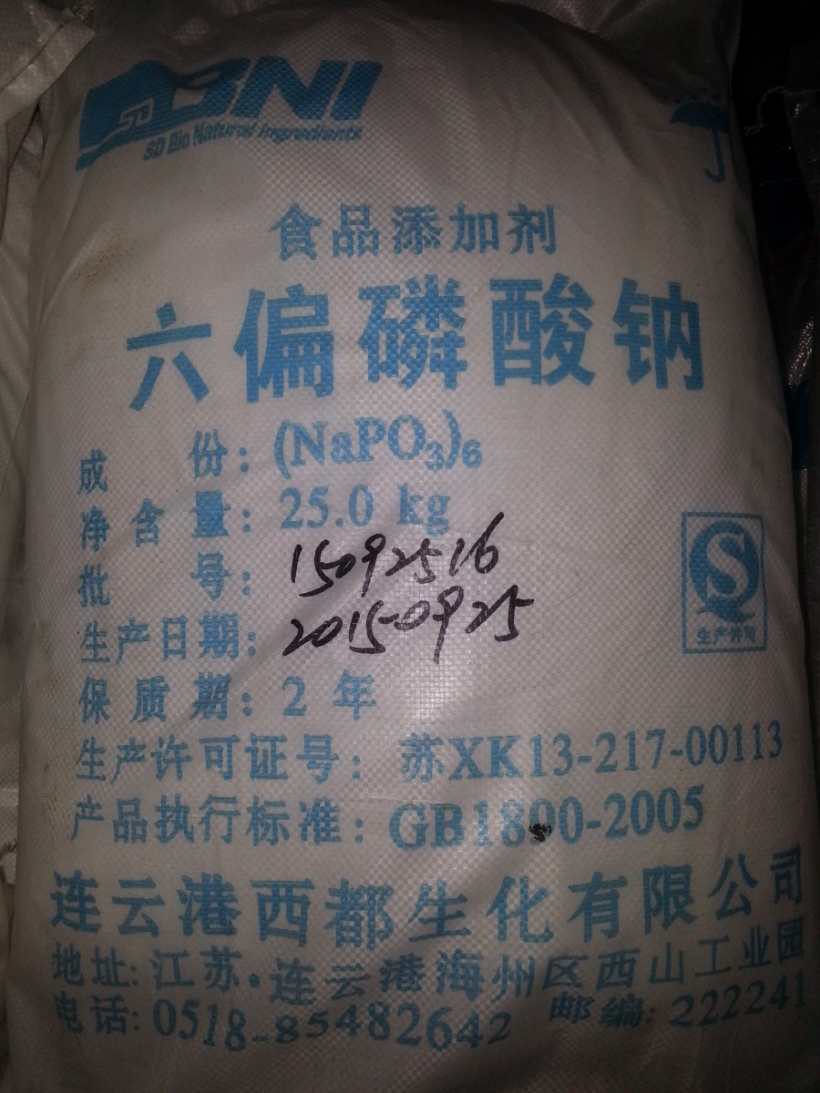 SD BNI
SD Bio Natural Ingredients
食品添加剂
六偏磷酸钠
成份：(NaPO₃)₆
净含量：25.0 kg
批号：15092516
生产日期：20150925
保质期：2 年
QS
生产许可
生产许可证号：苏XK13-217-00113
产品执行标准：GB1890-2005
连云港西都生化有限公司
地址：江苏·连云港海州区西山工业园
电话：0518-85482642 邮编：222241